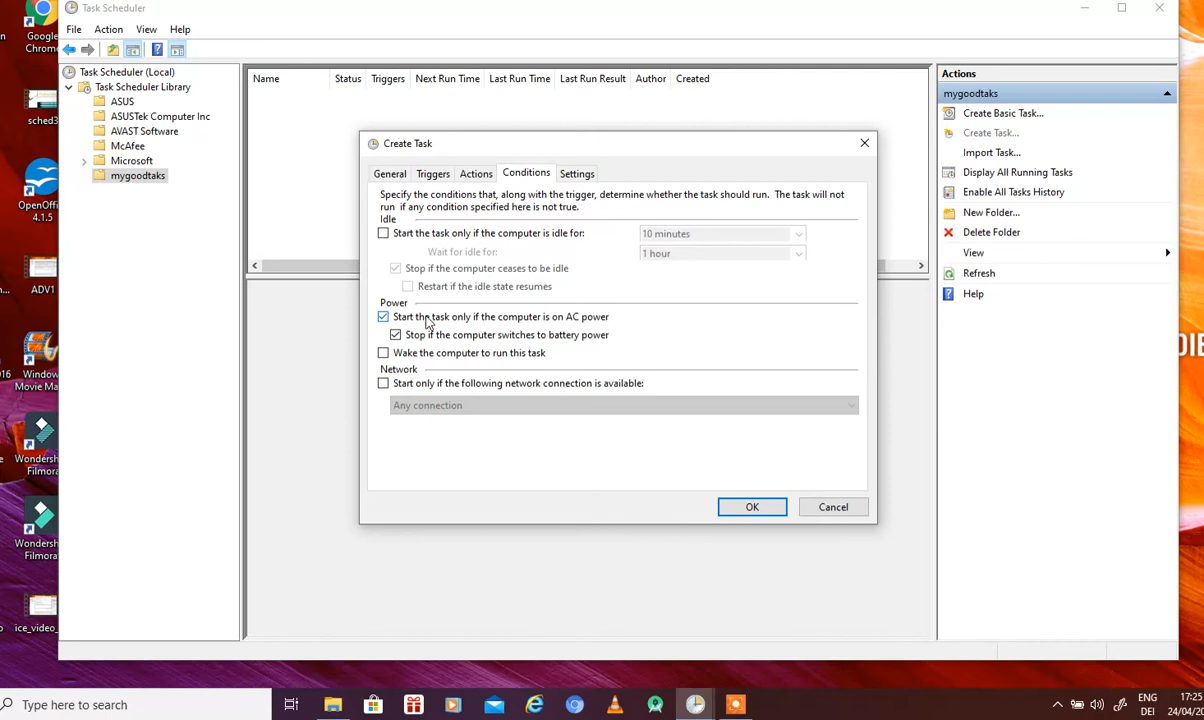 Task Scheduler
File Action View Help
Task Scheduler (Local)
Task Scheduler Library
ASUS
ASUSTek Computer Inc
AVAST Software
McAfee
Microsoft
mygoodtaks
Name Status Triggers Next Run Time Last Run Time Last Run Result Author Created
Create Task
General Triggers Actions Conditions Settings
Specify the conditions that, along with the trigger, determine whether the task should run. The task will not
run if any condition specified here is not true.
Idle
Start the task only if the computer is idle for: 10 minutes
Wait for idle for: 1 hour
Stop if the computer ceases to be idle
Restart if the idle state resumes
Power
Start the task only if the computer is on AC power
Stop if the computer switches to battery power
Wake the computer to run this task
Network
Start only if the following network connection is available:
Any connection
OK Cancel
Actions
mygoodtaks
Create Basic Task...
Create Task...
Import Task...
Display All Running Tasks
Enable All Tasks History
New Folder...
Delete Folder
View
Refresh
Help
Google
Chrom
sched3
OpenOffi
4.1.5
ADV1
Window
Movie Ma
016
Wondersh
Filmora
Wondersh
Filmora
ice_video_
DIE
Type here to search
ENG
DEI
17:25
24/04/20